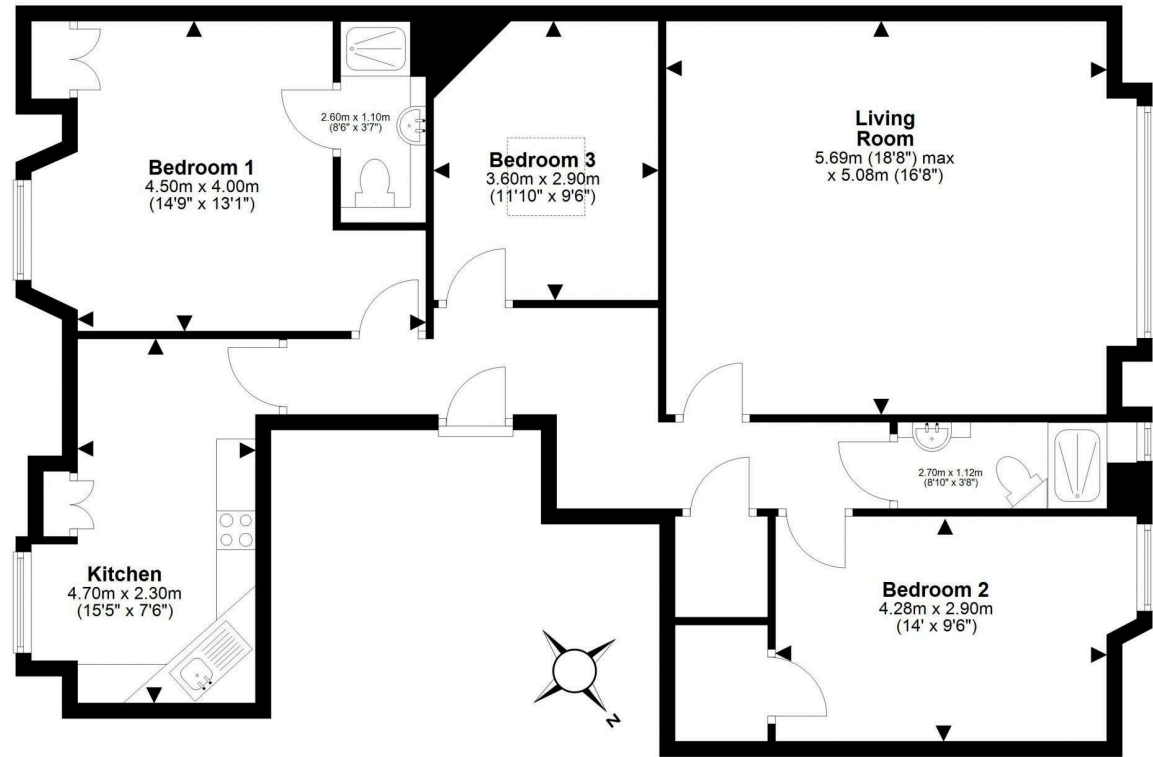 Bedroom 1
4.50m x 4.00m
(14'9" x 13'1")
2.60m x 1.10m
(8'6" x 3'7")
Bedroom 3
3.60m x 2.90m
(11'10" x 9'6")
Living
Room
5.69m (18'8") max
x 5.08m (16'8")
2.70m x 1.12m
(8'10" x 3'8")
Kitchen
4.70m x 2.30m
(15'5" x 7'6")
Bedroom 2
4.28m x 2.90m
(14' x 9'6")
N